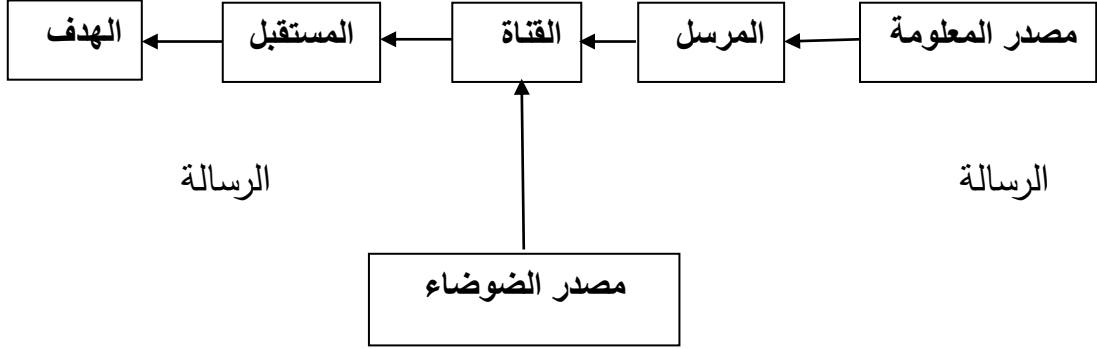 مصدر المعلومة
المرسل
القناة
المستقبل
الهدف
الرسالة
الرسالة
مصدر الضوضاء